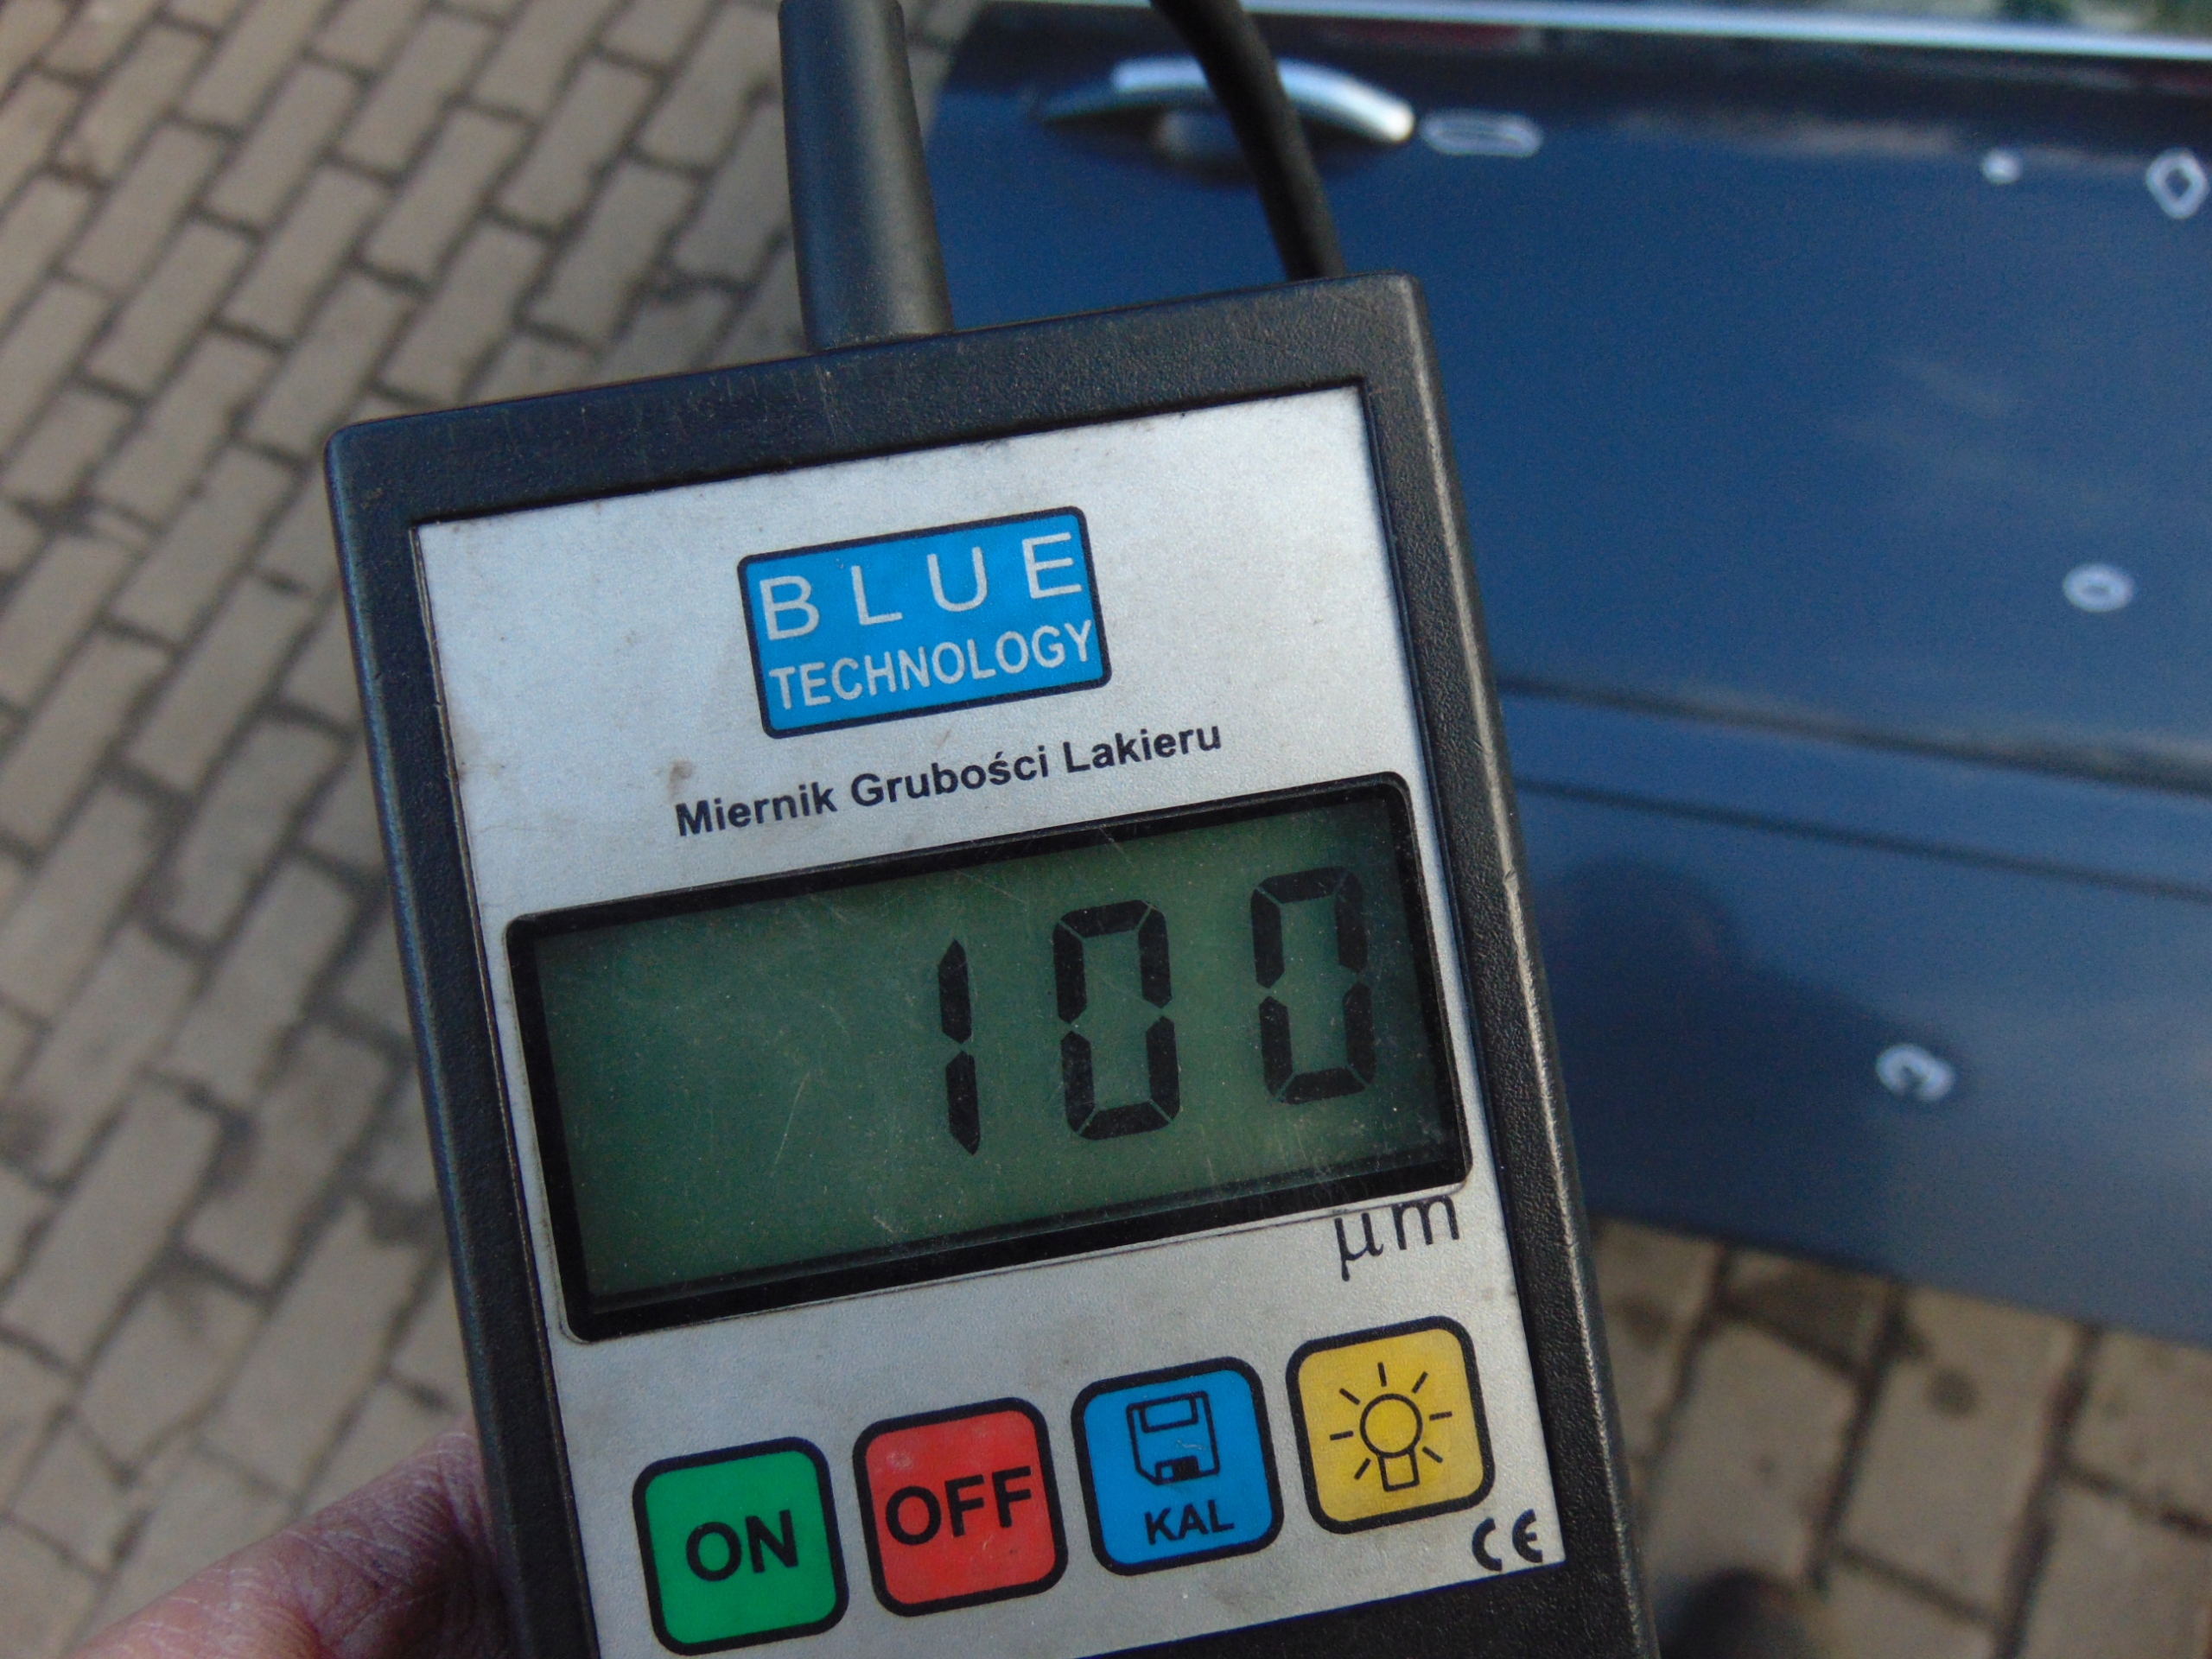 BLUE
TECHNOLOGY
Miernik Grubości Lakieru
100
µm
ON
OFF
KAL
CE